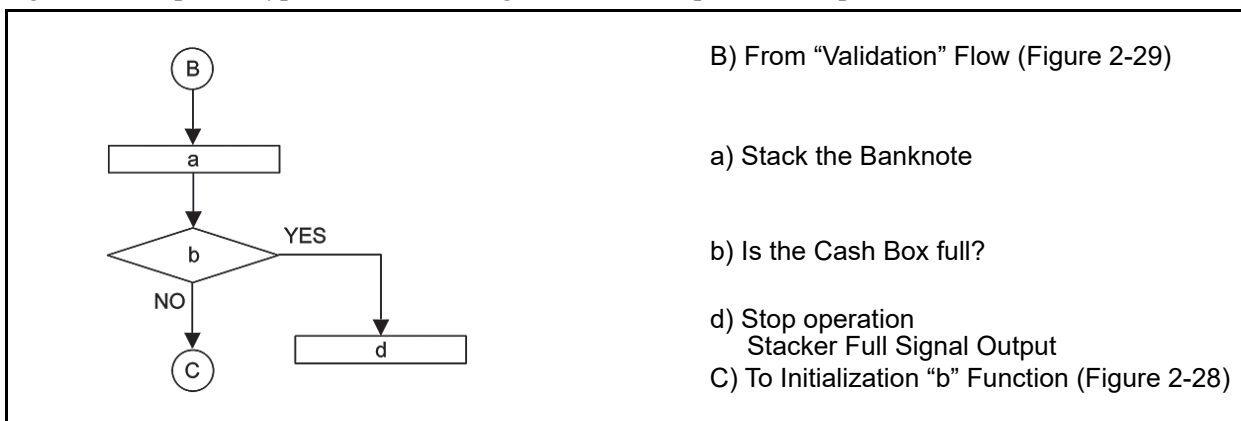 B
B) From “Validation” Flow (Figure 2-29)
a
a) Stack the Banknote
b
YES
b) Is the Cash Box full?
NO
d
d) Stop operation
Stacker Full Signal Output
C
C) To Initialization “b” Function (Figure 2-28)